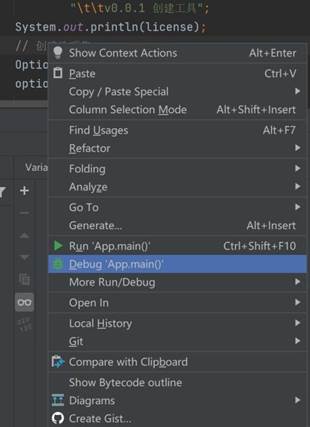 "\t\tv0.0.1 创建工具";
System.out.println(license);
// 创建
Optio
optio
Show Context Actions Alt+Enter
Paste Ctrl+V
Copy / Paste Special
Column Selection Mode Alt+Shift+Insert
Find Usages Alt+F7
Refactor
Folding
Analyze
Varia
Go To
Generate... Alt+Insert
Run 'App.main()' Ctrl+Shift+F10
Debug 'App.main()'
More Run/Debug
Open In
Local History
Git
Compare with Clipboard
Show Bytecode outline
Diagrams
Create Gist...